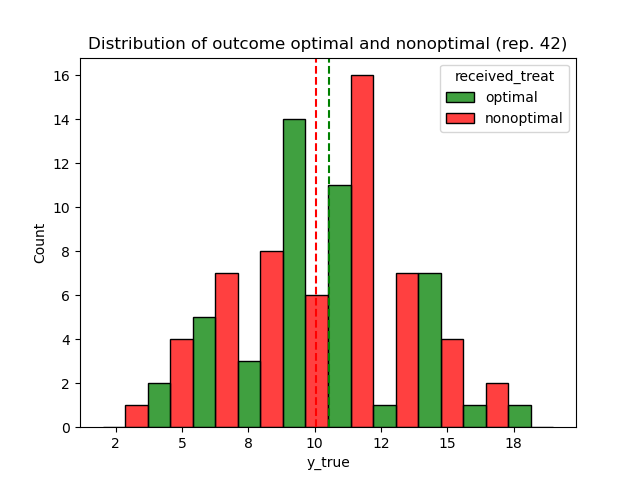 Distribution of outcome optimal and nonoptimal (rep. 42)
received_treat
optimal
nonoptimal
16
14
12
10
8
6
4
2
0
Count
2 5 8 10 12 15 18
y_true